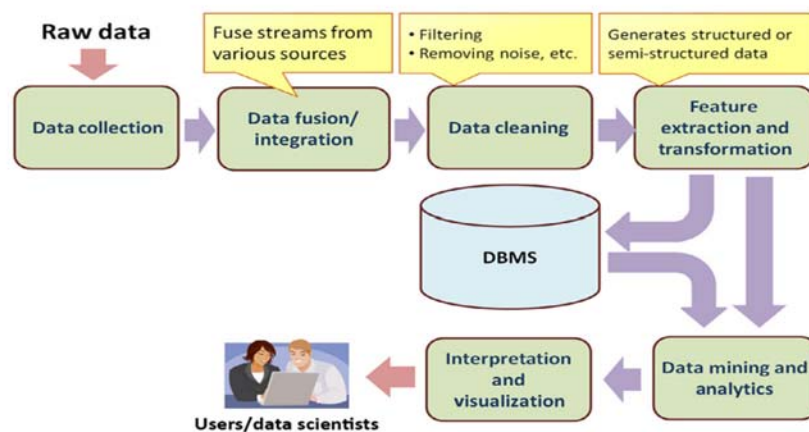 Raw data
Fuse streams from
various sources
• Filtering
• Removing noise, etc.
Generates structured or
semi-structured data
Data collection
Data fusion/
integration
Data cleaning
Feature
extraction and
transformation
DBMS
Data mining and
analytics
Interpretation
and
visualization
Users/data scientists